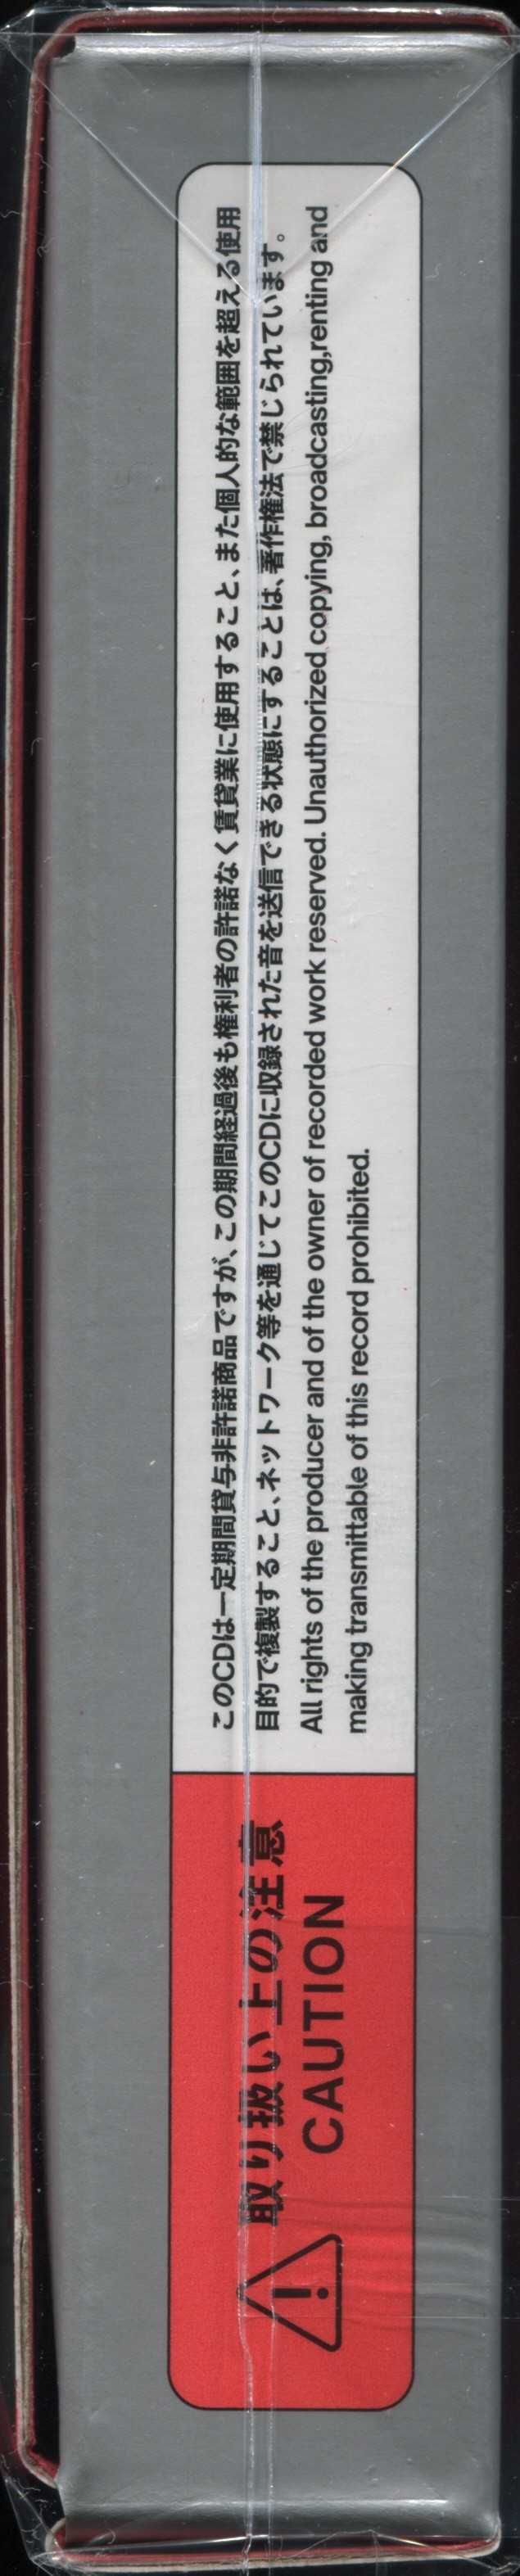 取り扱い上の注意
CAUTION
このCDは一定期間貸与非許諾商品ですが、この期間経過後も権利者の許諾なく賃貸業に使用すること、また個人的な範囲を超える使用
目的で複製すること、ネットワーク等を通じてこのCDに収録された音を送信できる状態にすることは、著作権法で禁じられています。
All rights of the producer and of the owner of recorded work reserved. Unauthorized copying, broadcasting,renting and
making transmittable of this record prohibited.